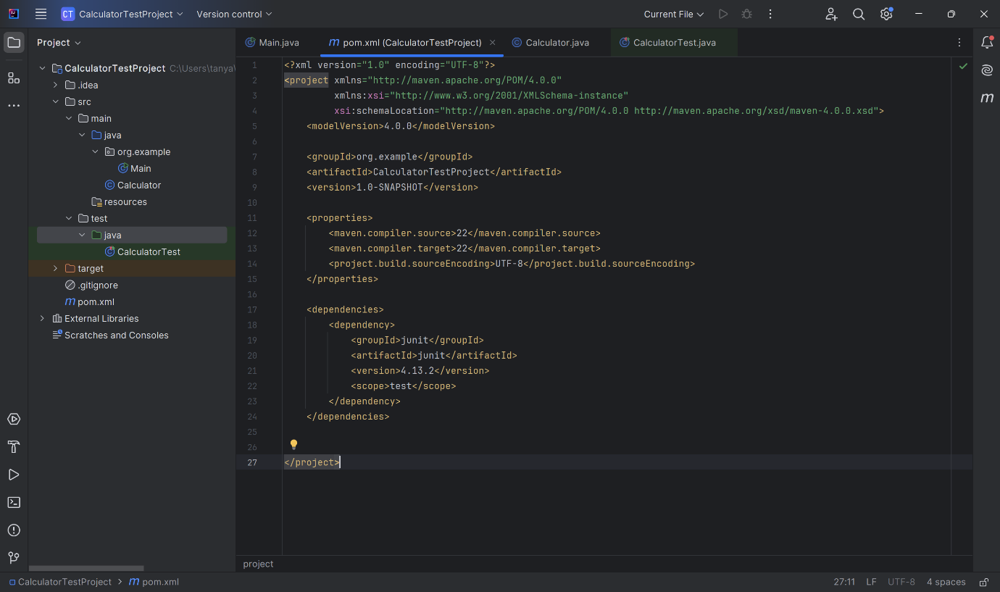 CT CalculatorTestProject Version control Current File
Project
Main.java pom.xml (CalculatorTestProject) Calculator.java CalculatorTest.java
CalculatorTestProject C:\Users\tanya\
.idea
src
main
java
org.example
Main
Calculator
resources
test
java
CalculatorTest
target
.gitignore
pom.xml
External Libraries
Scratches and Consoles
1 <?xml version="1.0" encoding="UTF-8"?>
2 <project xmlns="http://maven.apache.org/POM/4.0.0"
3 xmlns:xsi="http://www.w3.org/2001/XMLSchema-instance"
4 xsi:schemaLocation="http://maven.apache.org/POM/4.0.0 http://maven.apache.org/xsd/maven-4.0.0.xsd">
5 <modelVersion>4.0.0</modelVersion>
6
7 <groupId>org.example</groupId>
8 <artifactId>CalculatorTestProject</artifactId>
9 <version>1.0-SNAPSHOT</version>
10
11 <properties>
12 <maven.compiler.source>22</maven.compiler.source>
13 <maven.compiler.target>22</maven.compiler.target>
14 <project.build.sourceEncoding>UTF-8</project.build.sourceEncoding>
15 </properties>
16
17 <dependencies>
18 <dependency>
19 <groupId>junit</groupId>
20 <artifactId>junit</artifactId>
21 <version>4.13.2</version>
22 <scope>test</scope>
23 </dependency>
24 </dependencies>
25
26
27 </project>
project
CalculatorTestProject > pom.xml 27:11 LF UTF-8 4 spaces